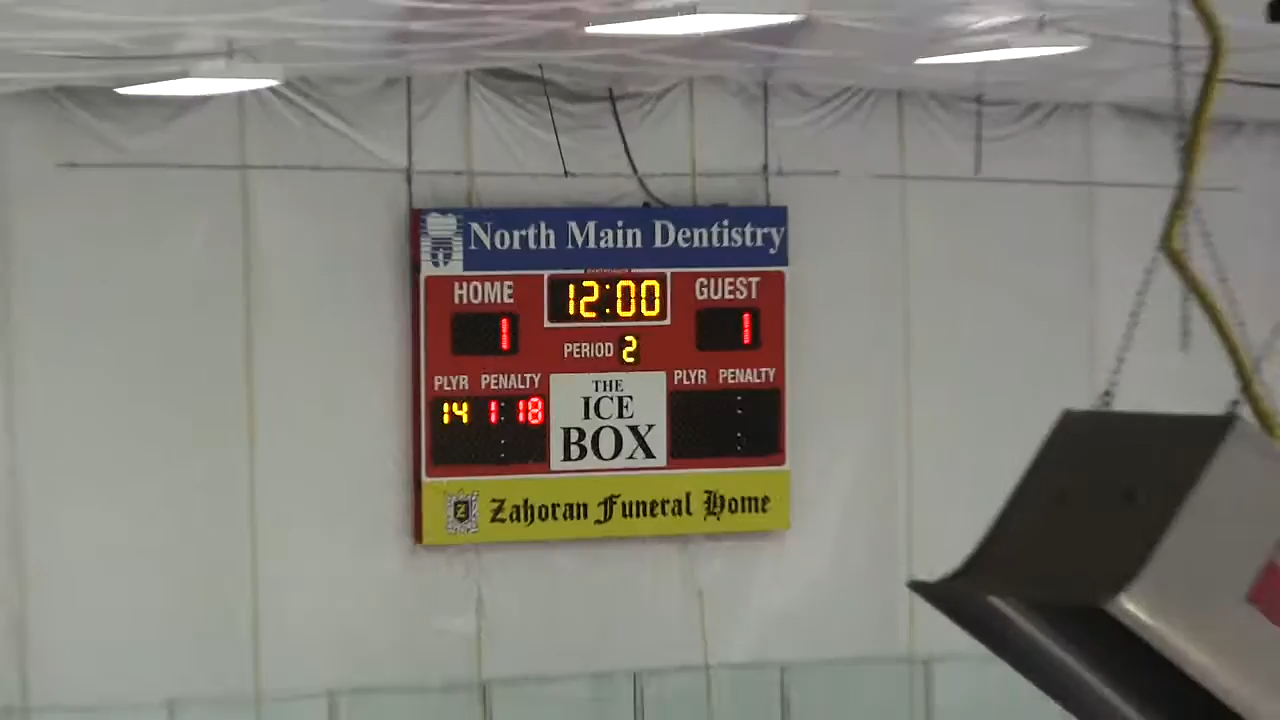 North Main Dentistry
HOME 12:00 GUEST
1 PERIOD 2 1
PLYR PENALTY PLYR PENALTY
14 1:18
THE
ICE
BOX
Z Zahoran Funeral Home